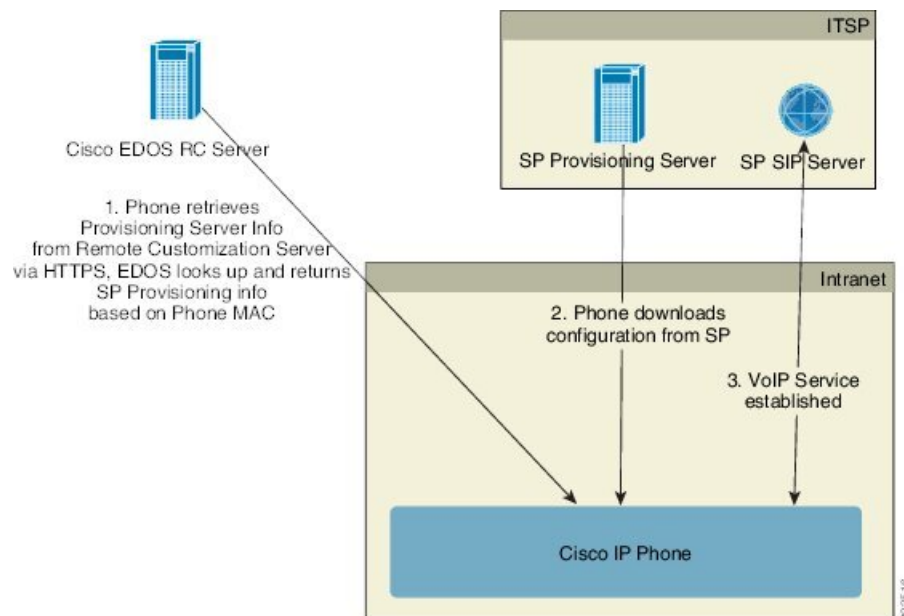 ITSP
Cisco EDOS RC Server
SP Provisioning Server
SP SIP Server
1. Phone retrieves
Provisioning Server Info
from Remote Customization Server
via HTTPS, EDOS looks up and returns
SP Provisioning info
based on Phone MAC
Intranet
2. Phone downloads
configuration from SP
3. VoIP Service
established
Cisco IP Phone